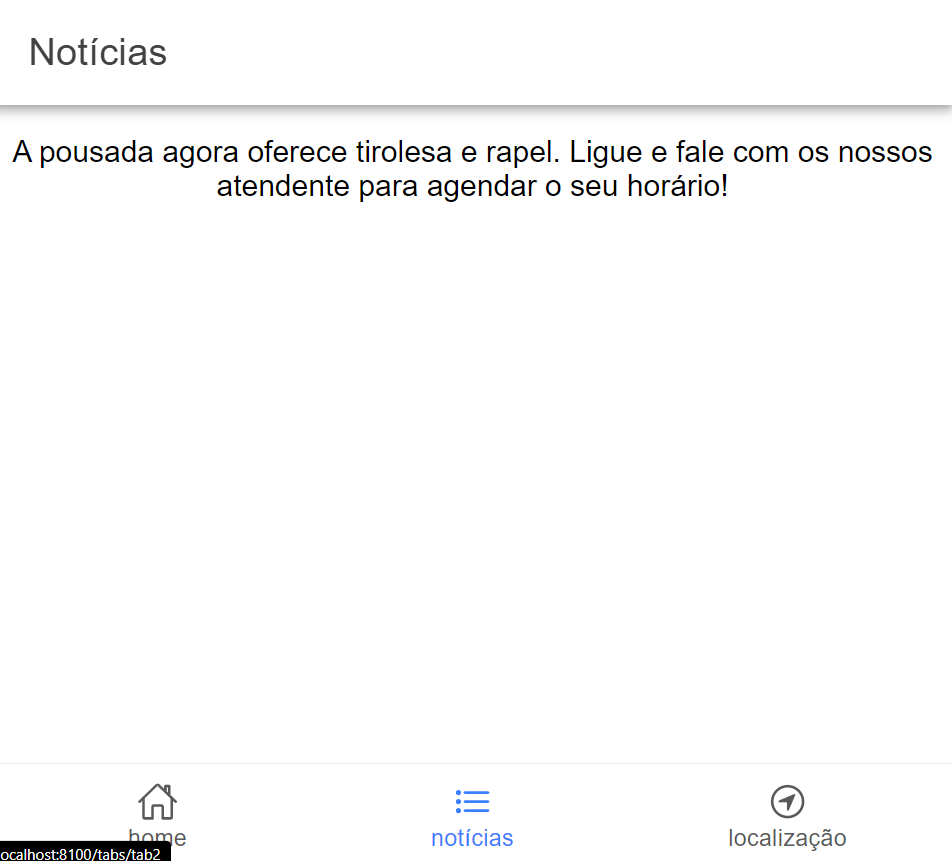 Notícias
A pousada agora oferece tirolesa e rapel. Ligue e fale com os nossos
atendente para agendar o seu horário!
home
notícias
localização
ocalhost:8100/tabs/tab2